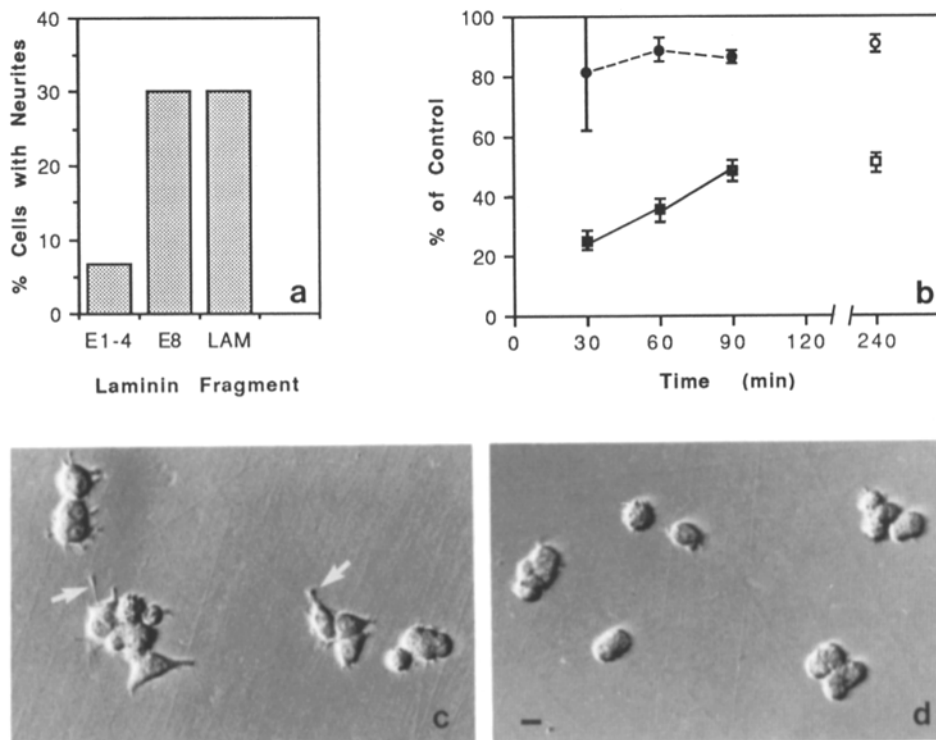 % Cells with Neurites
40
30
20
10
0
E1-4 E8 LAM
Laminin Fragment
a
% of Control
100
80
60
40
20
0
0 30 60 90 120 240
Time (min)
b
c
d